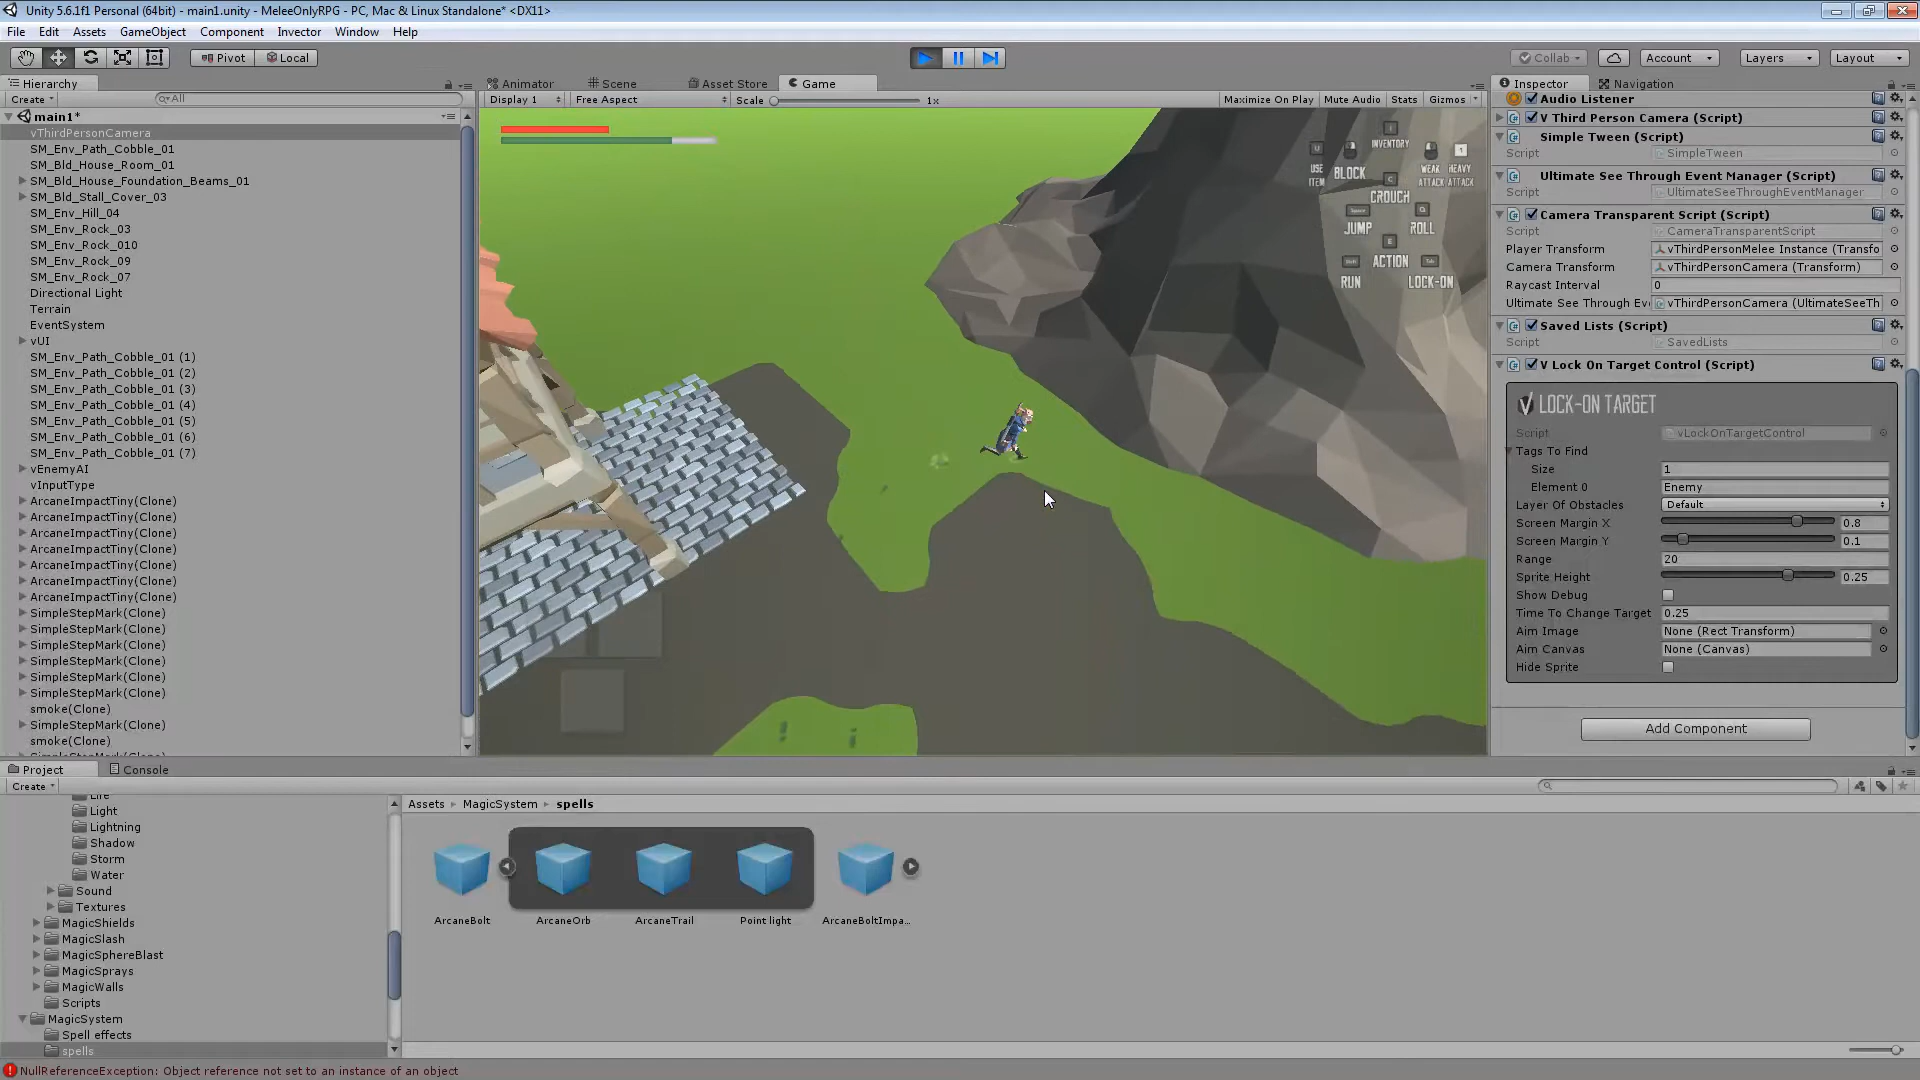 Unity 5.6.1f1 Personal (64bit) - main1.unity - MeleeOnlyRPG - PC, Mac & Linux Standalone* <DX11>
File Edit Assets GameObject Component Invector Window Help
Pivot Local Collab Account Layers Layout
Hierarchy
Create All
main1*
vThirdPersonCamera
SM_Env_Path_Cobble_01
SM_Bld_House_Room_01
SM_Bld_House_Foundation_Beams_01
SM_Bld_Stall_Cover_03
SM_Env_Hill_04
SM_Env_Rock_03
SM_Env_Rock_010
SM_Env_Rock_09
SM_Env_Rock_07
Directional Light
Terrain
EventSystem
vUI
SM_Env_Path_Cobble_01 (1)
SM_Env_Path_Cobble_01 (2)
SM_Env_Path_Cobble_01 (3)
SM_Env_Path_Cobble_01 (4)
SM_Env_Path_Cobble_01 (5)
SM_Env_Path_Cobble_01 (6)
SM_Env_Path_Cobble_01 (7)
vEnemyAI
vInputType
ArcaneImpactTiny(Clone)
ArcaneImpactTiny(Clone)
ArcaneImpactTiny(Clone)
ArcaneImpactTiny(Clone)
ArcaneImpactTiny(Clone)
ArcaneImpactTiny(Clone)
ArcaneImpactTiny(Clone)
SimpleStepMark(Clone)
SimpleStepMark(Clone)
SimpleStepMark(Clone)
SimpleStepMark(Clone)
SimpleStepMark(Clone)
SimpleStepMark(Clone)
smoke(Clone)
SimpleStepMark(Clone)
smoke(Clone)
Animator Scene Asset Store Game
Display 1 Free Aspect Scale 1x Maximize On Play Mute Audio Stats Gizmos
INVENTORY
USE ITEM
BLOCK
WEAK ATTACK
HEAVY ATTACK
CROUCH
JUMP
ROLL
ACTION
RUN
LOCK-ON
Inspector Navigation
Audio Listener
V Third Person Camera (Script)
Simple Tween (Script)
Script SimpleTween
Ultimate See Through Event Manager (Script)
Script UltimateSeeThroughEventManager
Camera Transparent Script (Script)
Script CameraTransparentScript
Player Transform vThirdPersonMelee Instance (Transfo
Camera Transform vThirdPersonCamera (Transform)
Raycast Interval 0
Ultimate See Through Eve vThirdPersonCamera (UltimateSeeTh
Saved Lists (Script)
Script SavedLists
V Lock On Target Control (Script)
LOCK-ON TARGET
Script vLockOnTargetControl
Tags To Find
Size 1
Element 0 Enemy
Layer Of Obstacles Default
Screen Margin X 0.8
Screen Margin Y 0.1
Range 20
Sprite Height 0.25
Show Debug
Time To Change Target 0.25
Aim Image None (Rect Transform)
Aim Canvas None (Canvas)
Hide Sprite
Add Component
Project Console
Create
Light
Lightning
Shadow
Storm
Water
Sound
Textures
MagicShields
MagicSlash
MagicSphereBlast
MagicSprays
MagicWalls
Scripts
MagicSystem
Spell effects
spells
Assets MagicSystem spells
ArcaneBolt ArcaneOrb ArcaneTrail Point light ArcaneBoltImpa...
NullReferenceException: Object reference not set to an instance of an object